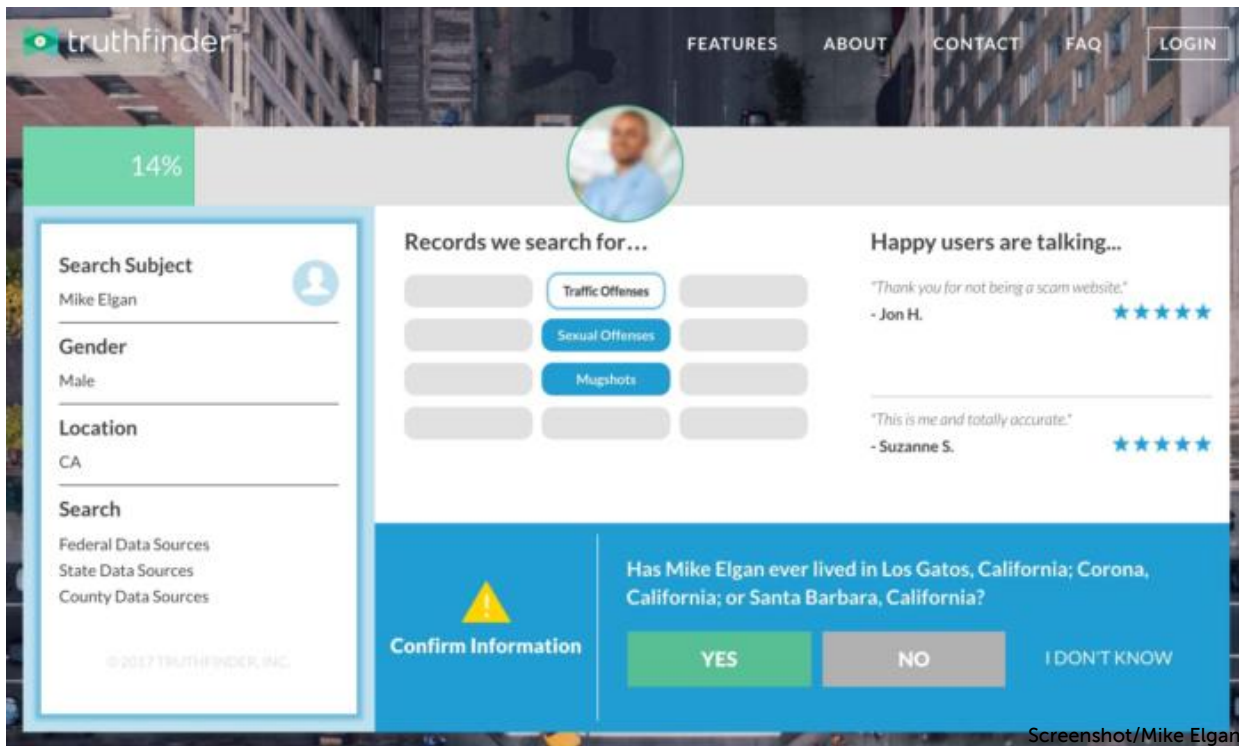 truthfinder
FEATURES ABOUT CONTACT FAQ LOGIN
14%
Search Subject
Mike Elgan
Gender
Male
Location
CA
Search
Federal Data Sources
State Data Sources
County Data Sources
© 2017 TRUTHFINDER, INC.
Records we search for...
Traffic Offenses
Sexual Offenses
Mugshots
Happy users are talking...
"Thank you for not being a scam website."
- Jon H.
"This is me and totally accurate."
- Suzanne S.
Confirm Information
Has Mike Elgan ever lived in Los Gatos, California; Corona,
California; or Santa Barbara, California?
YES NO I DON'T KNOW
Screenshot/Mike Elgan